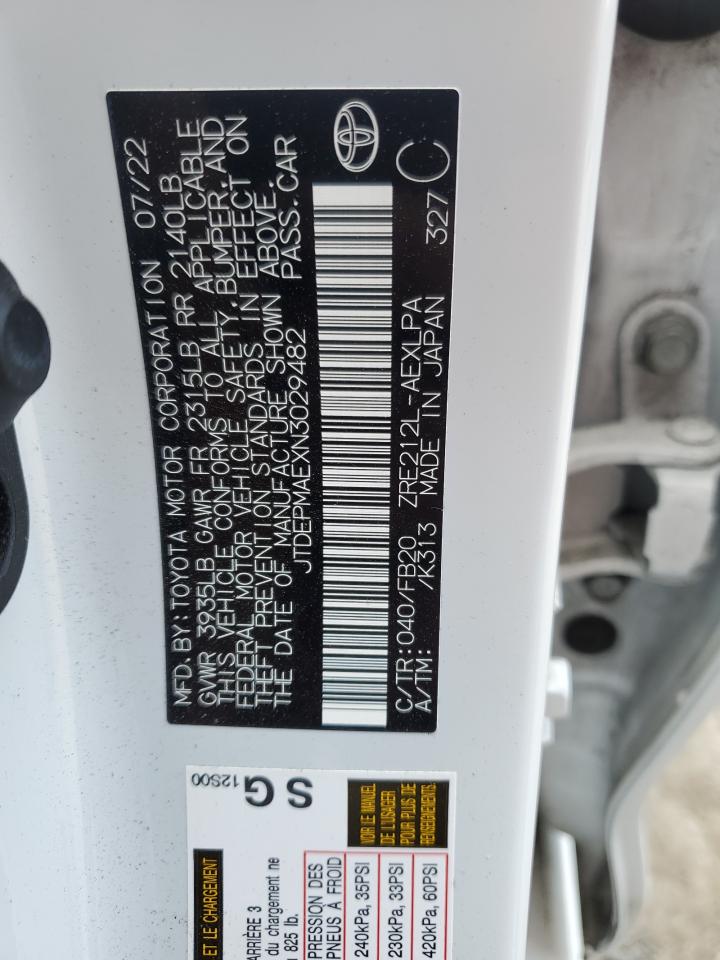 MFD. BY: TOYOTA MOTOR CORPORATION 07/22
GVWR 3935LB GAWR FR 2315LB RR 2140LB
THIS VEHICLE CONFORMS TO ALL APPLICABLE
FEDERAL MOTOR VEHICLE SAFETY, BUMPER, AND
THEFT PREVENTION STANDARDS IN EFFECT ON
THE DATE OF MANUFACTURE SHOWN ABOVE.
JTDEPMAEXN3029482 PASS. CAR
C/TR: 040/FB20 ZRE212L-AEXLPA 327 C
A/TM: /K313 MADE IN JAPAN
12S00
S G
ET LE CHARGEMENT
ARRIÈRE 3
du chargement ne
825 lb.
VOIR LE MANUEL
DE L'USAGER
POUR PLUS DE
RENSEIGNEMENTS
PRESSION DES
PNEUS À FROID
240kPa, 35PSI
230kPa, 33PSI
420kPa, 60PSI